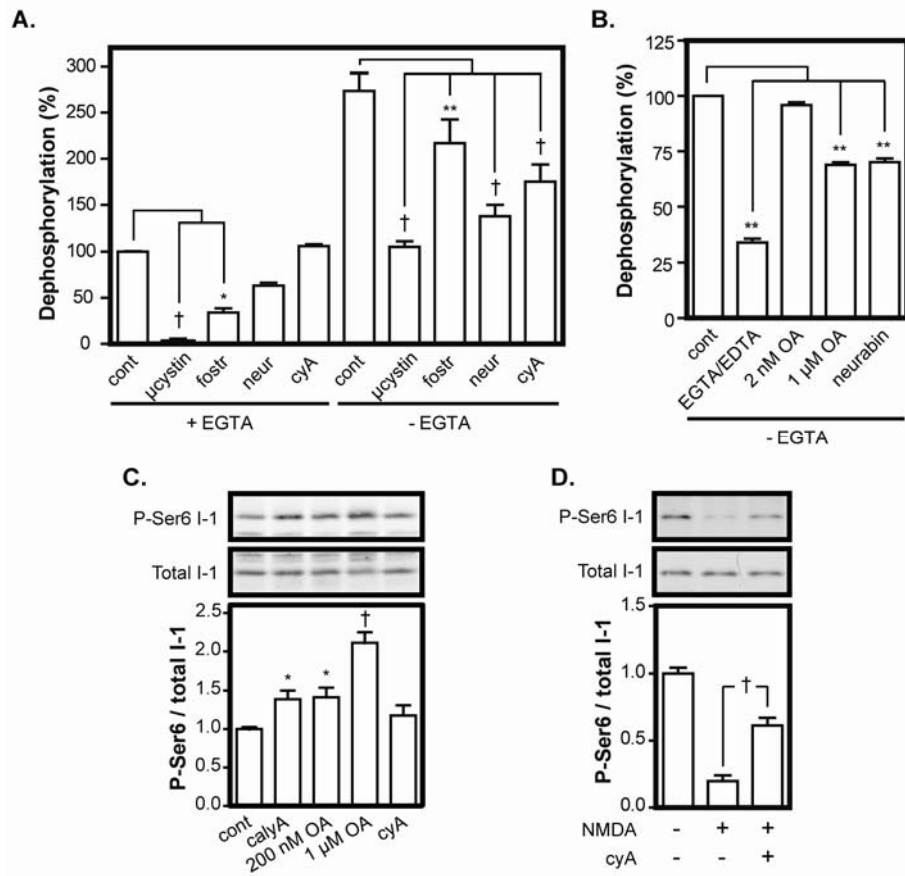 A.
Dephosphorylation (%)
300
250
200
150
100
50
0
† * † ** † †
cont µcystin fostr neur cyA cont µcystin fostr neur cyA
+ EGTA - EGTA
B.
Dephosphorylation (%)
125
100
75
50
25
0
** ** **
cont EGTA/EDTA 2 nM OA 1 µM OA neurabin
- EGTA
C.
P-Ser6 I-1
Total I-1
P-Ser6 / total I-1
2.5
2.0
1.5
1.0
0.5
0.0
* * †
cont calyA 200 nM OA 1 µM OA cyA
D.
P-Ser6 I-1
Total I-1
P-Ser6 / total I-1
1.5
1.0
0.5
0.0
†
NMDA - + +
cyA - - +